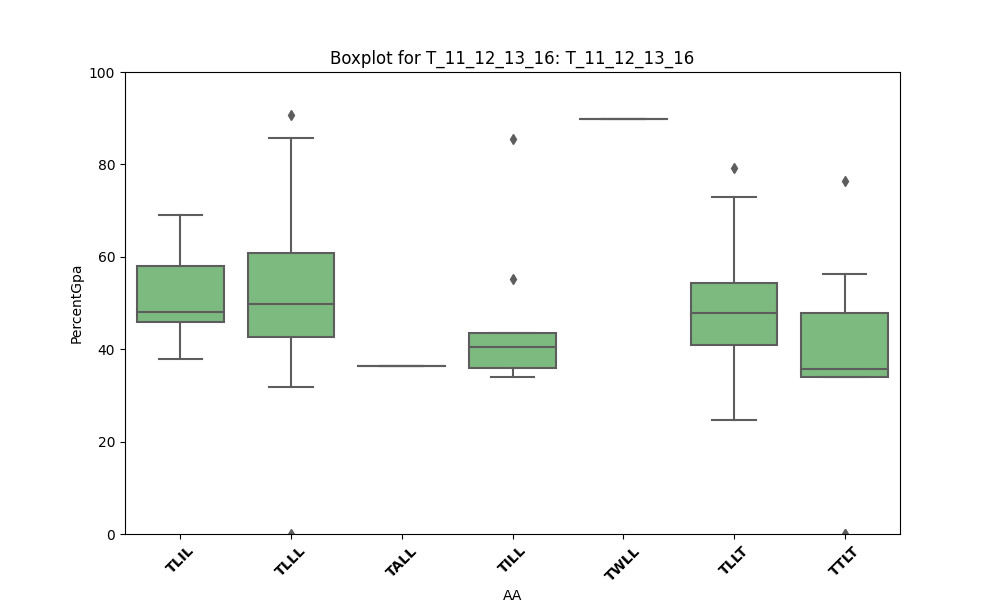 Boxplot for T_11_12_13_16: T_11_12_13_16
100
80
60
40
20
0
PercentGpa
TLIL TLLL TALL TILL TWLL TLLT TTLT
AA